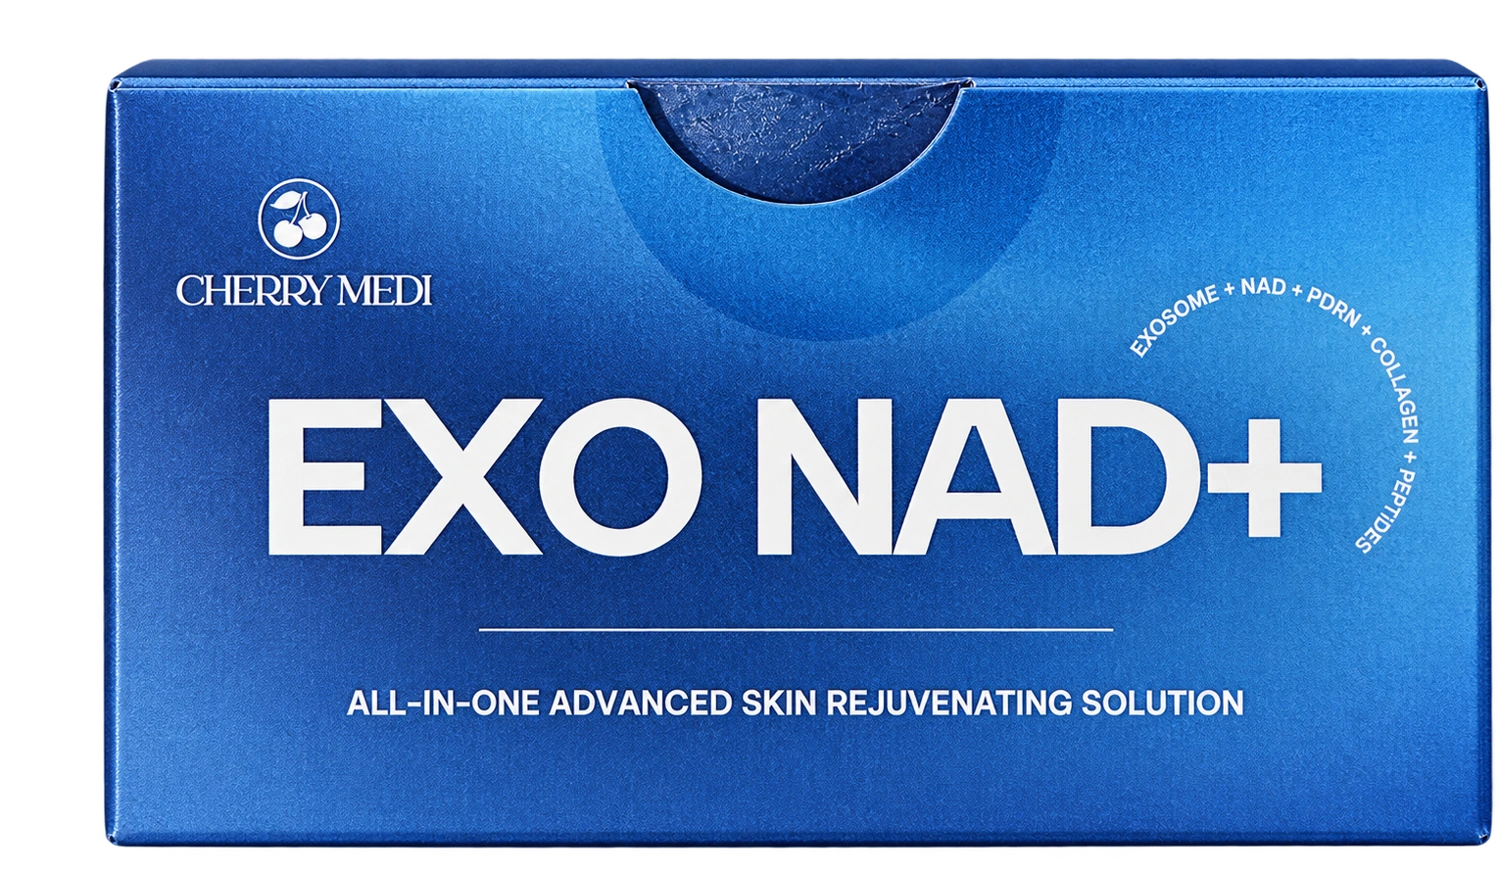 CHERRY MEDI
EXOSOME + NAD + PDRN + COLLAGEN + PEPTIDES
EXO NAD+
ALL-IN-ONE ADVANCED SKIN REJUVENATING SOLUTION